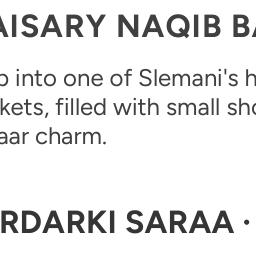 AISARY NAQIB BA
o into one of Slemani's h
kets, filled with small sho
aar charm.
RDARKI SARAA ·